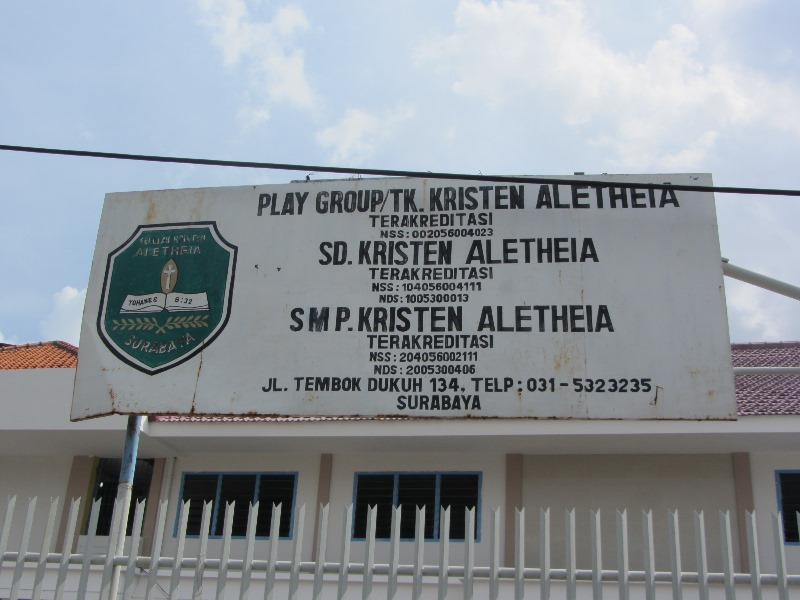 PLAY GROUP/TK. KRISTEN ALETHEIA
TERAKREDITASI
NSS: 002056004023
SD. KRISTEN ALETHEIA
TERAKREDITASI
NSS: 104056004111
NDS: 1005300013
SMP. KRISTEN ALETHEIA
TERAKREDITASI
NSS: 204056002111
NDS: 2005300406
JL. TEMBOK DUKUH 134, TELP: 031-5323235
SURABAYA
KRISTEN
ALETHEIA
YOHANES 8:32
SURABAYA